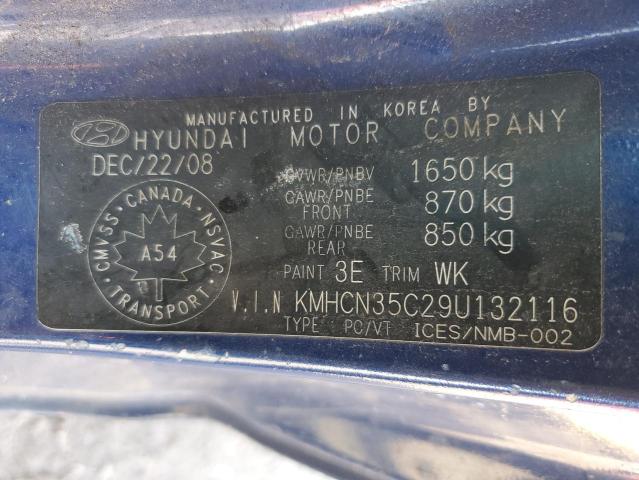 MANUFACTURED IN KOREA BY
HYUNDAI MOTOR COMPANY
DEC/22/08
GVWR/PNBV 1650 kg
GAWR/PNBE FRONT 870 kg
GAWR/PNBE REAR 850 kg
CANADA
CMVSS NSVAC
A54
TRANSPORT
PAINT 3E TRIM WK
V.I.N KMHCN35C29U132116
TYPE PC/VT ICES/NMB-002